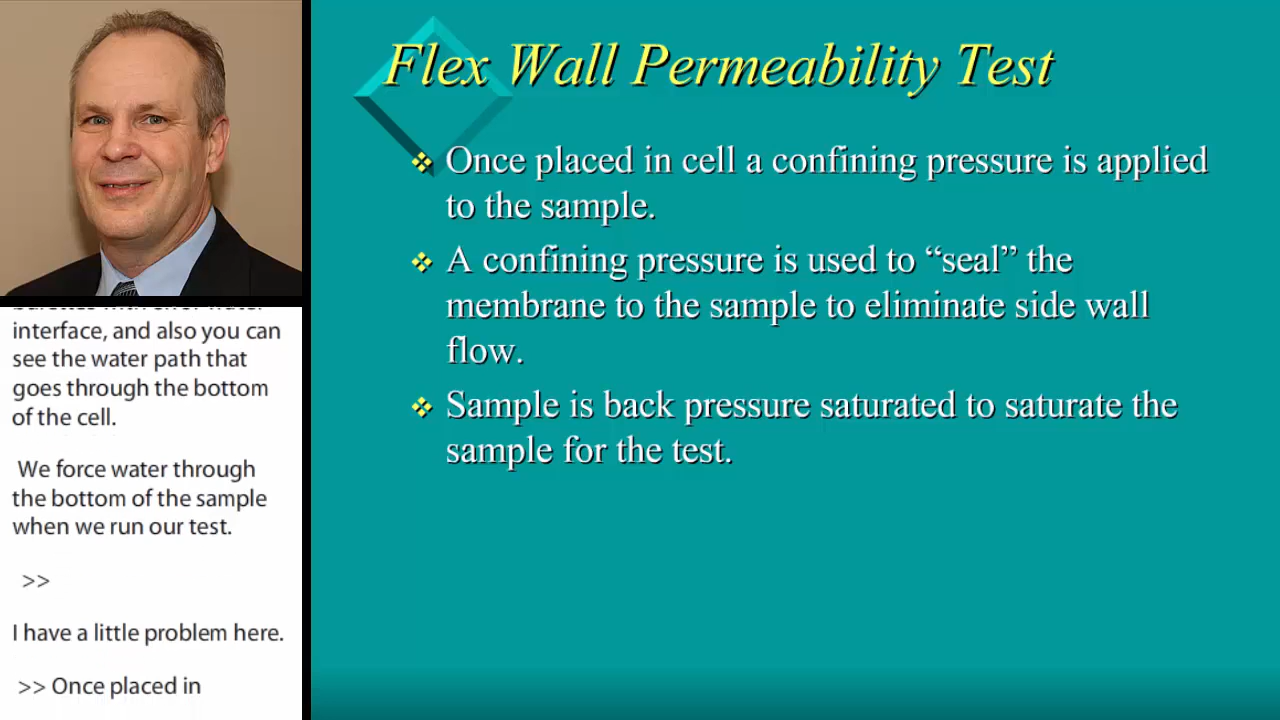 Flex Wall Permeability Test
Once placed in cell a confining pressure is applied
to the sample.
A confining pressure is used to “seal” the
membrane to the sample to eliminate side wall
flow.
Sample is back pressure saturated to saturate the
sample for the test.
interface, and also you can
see the water path that
goes through the bottom
of the cell.
We force water through
the bottom of the sample
when we run our test.
>>
I have a little problem here.
>> Once placed in